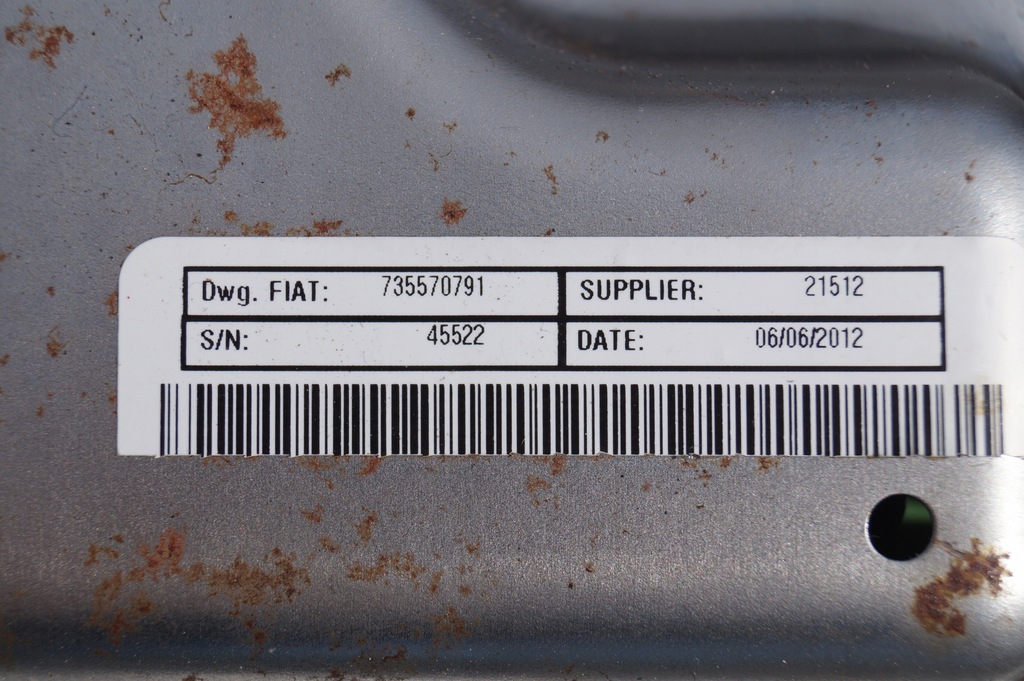 Dwg. FIAT: 735570791 SUPPLIER: 21512
S/N: 45522 DATE: 06/06/2012